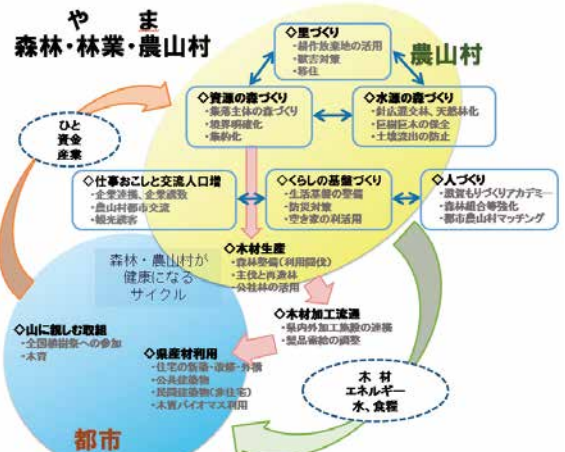 やま
森林・林業・農山村
農山村
◇里づくり
・耕作放棄地の活用
・獣害対策
・移住
◇資源の森づくり
・集落主体の森づくり
・境界明確化
・集約化
◇水源の森づくり
・針広混交林、天然林化
・巨樹巨木の保全
・土壌流出の防止
ひと
資金
産業
◇仕事おこしと交流人口増
・企業連携、企業誘致
・農山村都市交流
・観光誘客
◇くらしの基盤づくり
・生活基盤の整備
・防災対策
・空き家の利活用
◇人づくり
・滋賀もりづくりアカデミー
・森林組合等強化
・都市農山村マッチング
◇木材生産
・森林整備(利用間伐)
・主伐と再造林
・公社林の活用
森林・農山村が
健康になる
サイクル
◇木材加工流通
・県内外加工施設の連携
・製品需給の調整
◇山に親しむ取組
・全国植樹祭への参加
・木育
◇県産材利用
・住宅の新築・改修・外構
・公共建築物
・民間建築物(非住宅)
・木質バイオマス利用
木材
エネルギー
水、食糧
都市